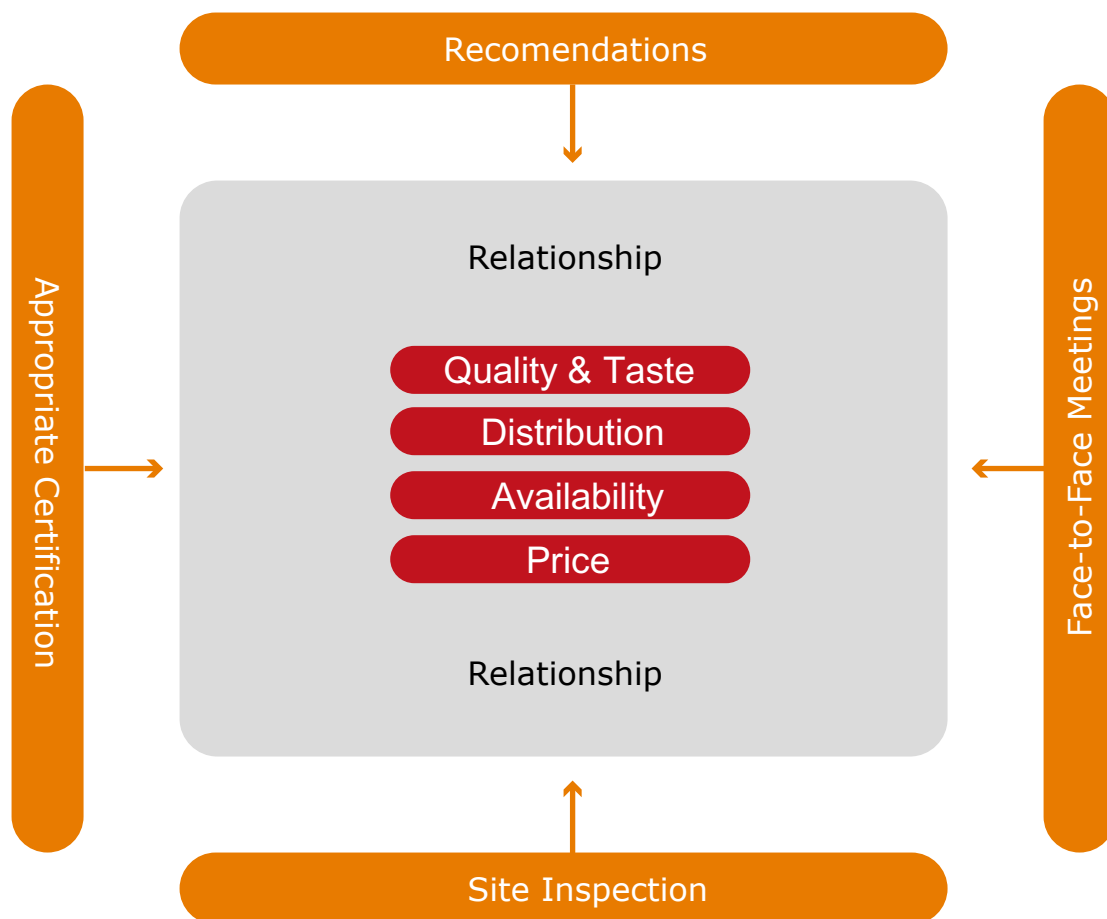 Recomendations
Appropriate Certification
Relationship
Quality & Taste
Distribution
Availability
Price
Relationship
Face-to-Face Meetings
Site Inspection